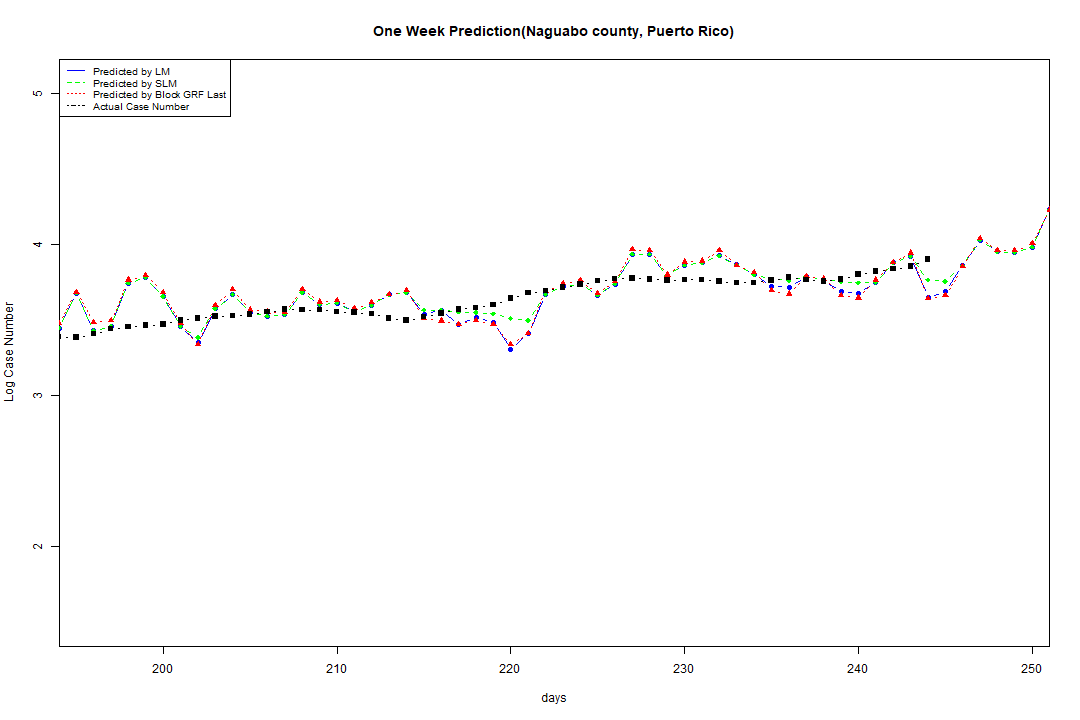 One Week Prediction(Naguabo county, Puerto Rico)
Predicted by LM
Predicted by SLM
Predicted by Block GRF Last
Actual Case Number
5
4
3
2
Log Case Number
200
210
220
230
240
250
days